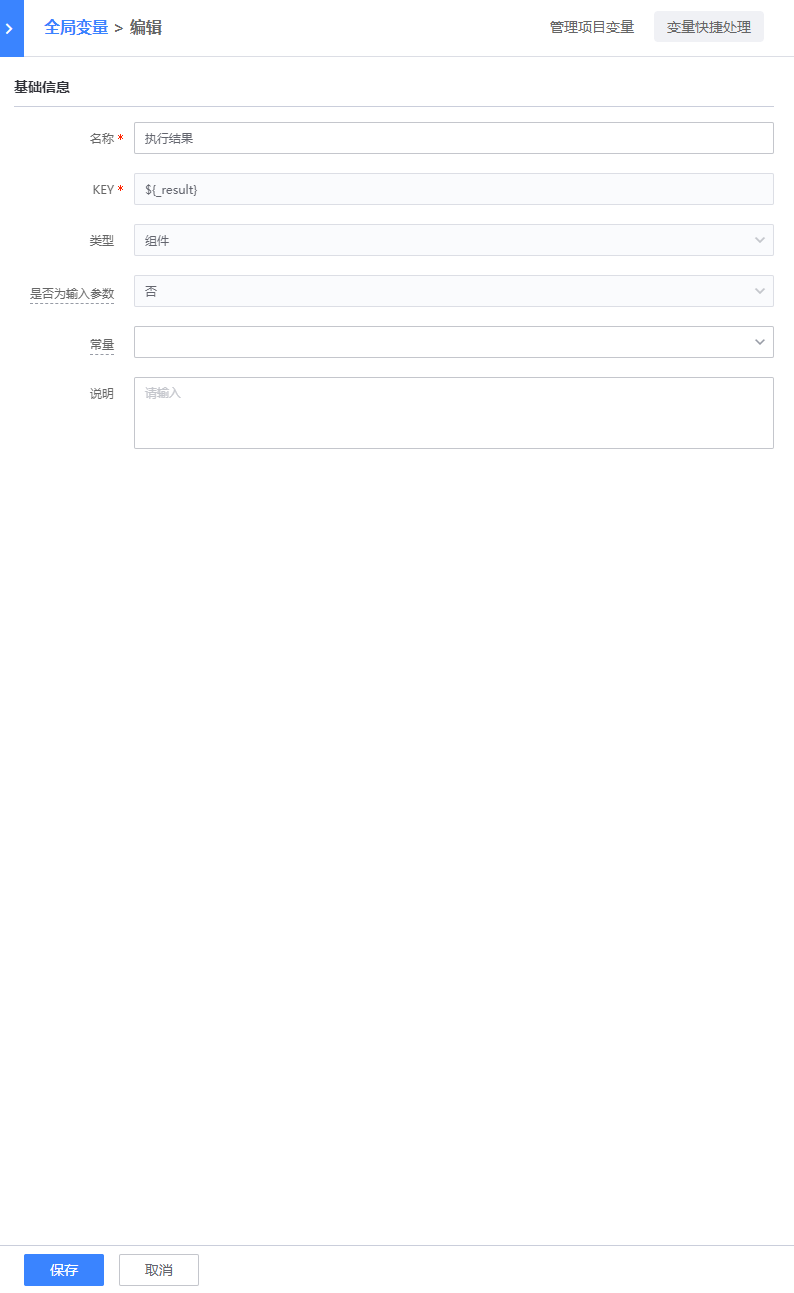 全局变量 > 编辑 管理项目变量 变量快捷处理
基础信息
名称 * 执行结果
KEY * ${_result}
类型 组件
是否为输入参数 否
常量
说明 请输入
保存 取消